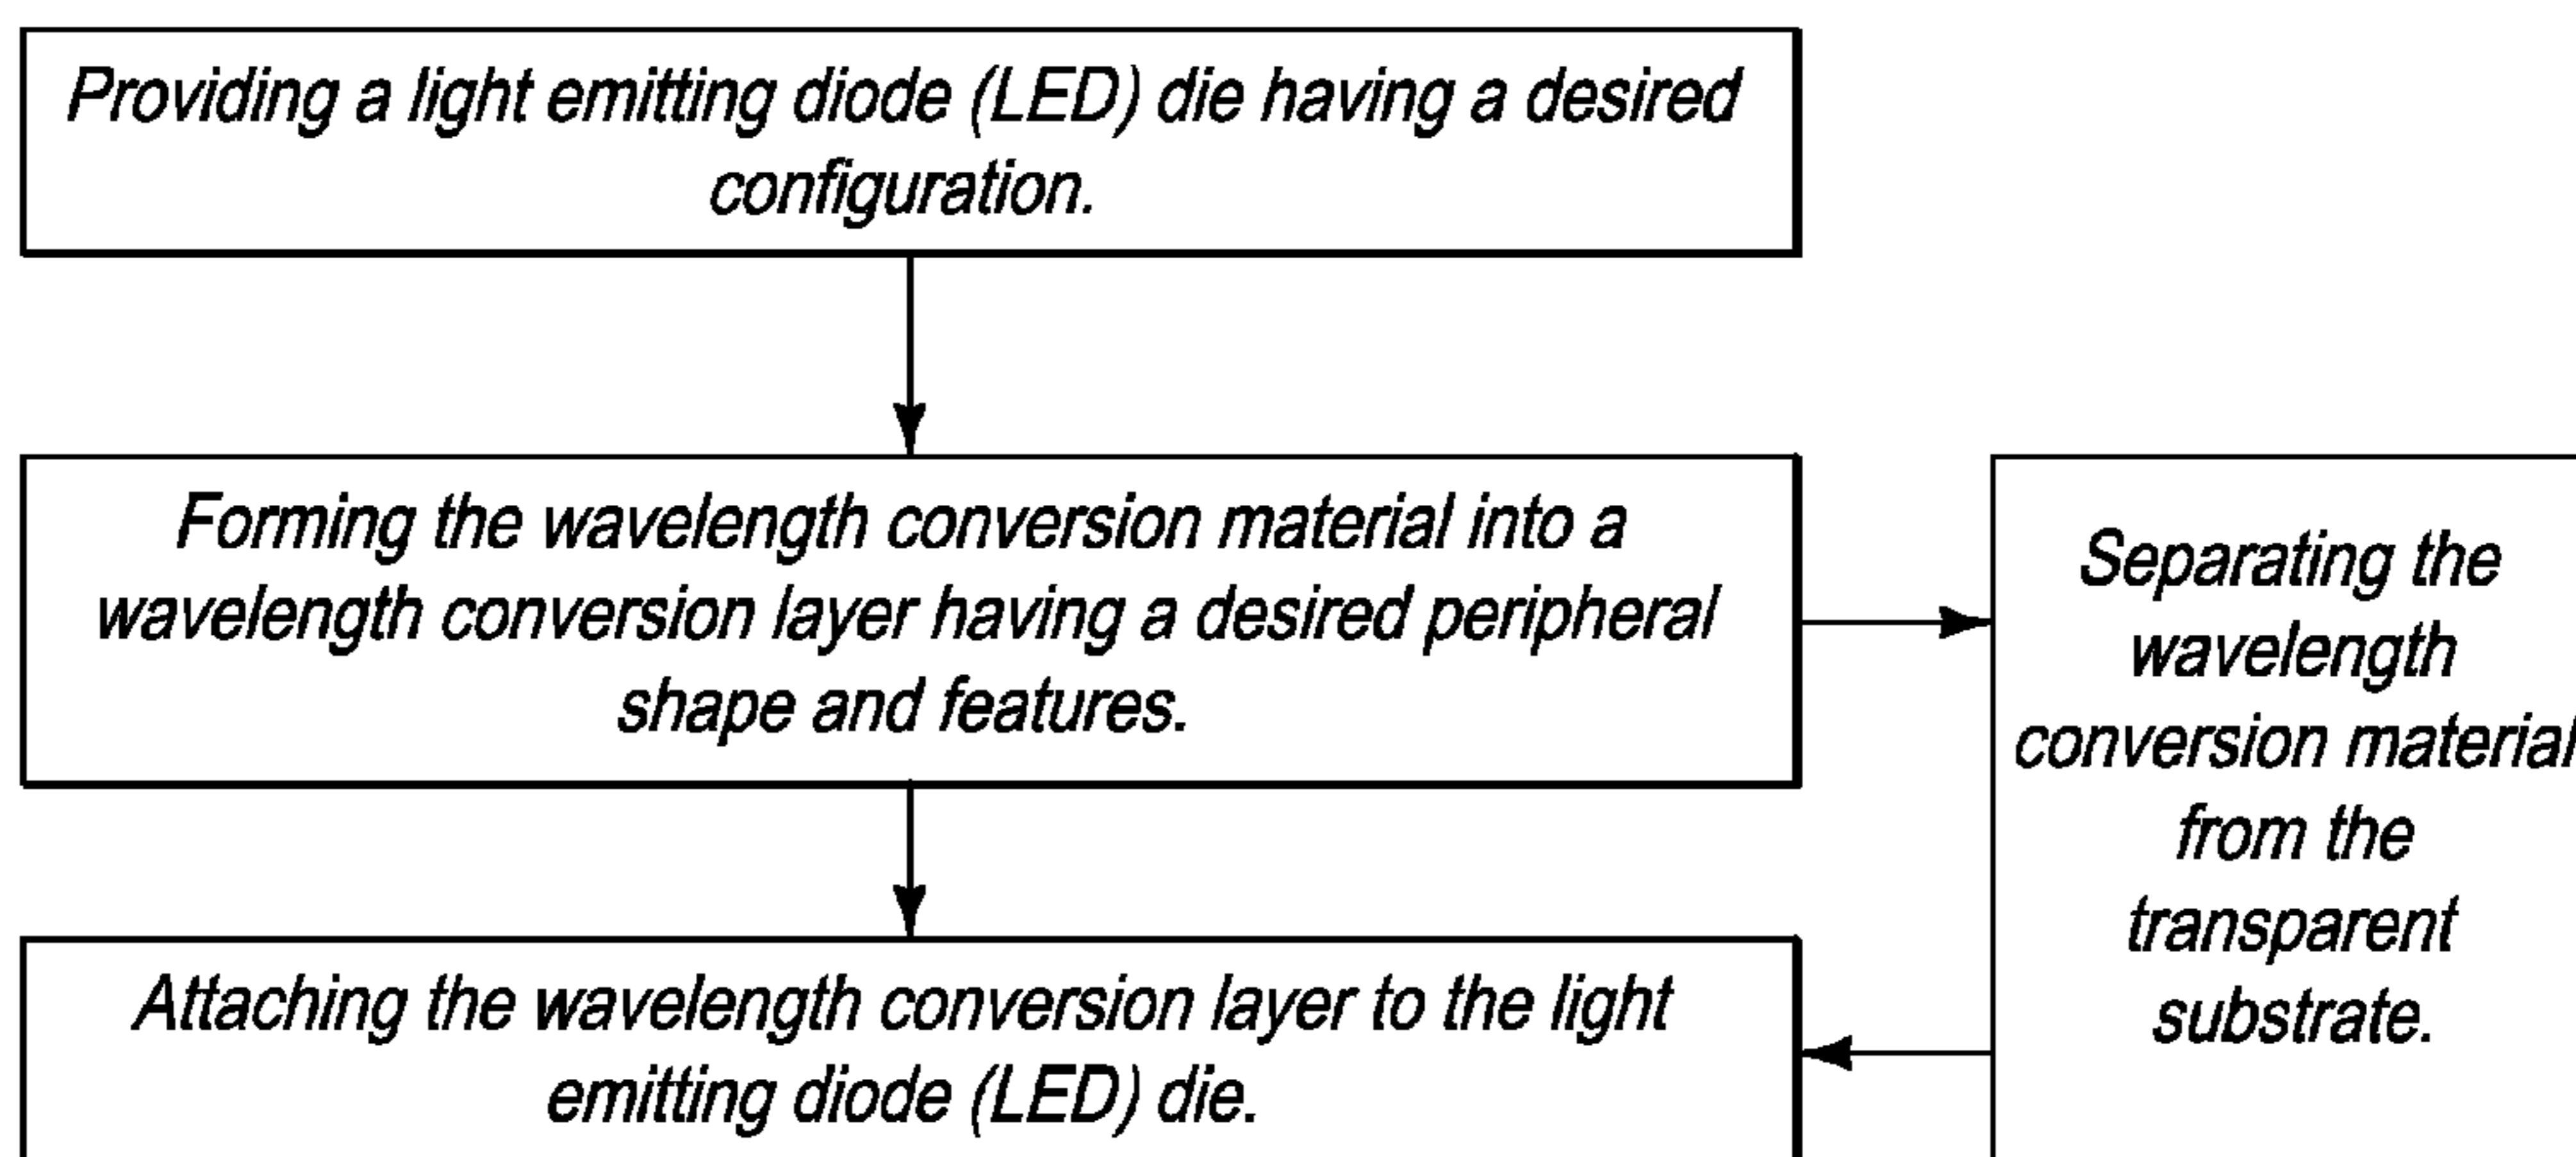 Providing a light emitting diode (LED) die having a desired
configuration.
Forming the wavelength conversion material into a
wavelength conversion layer having a desired peripheral
shape and features.
Separating the
wavelength
conversion material
from the
transparent
substrate.
Attaching the wavelength conversion layer to the light
emitting diode (LED) die.